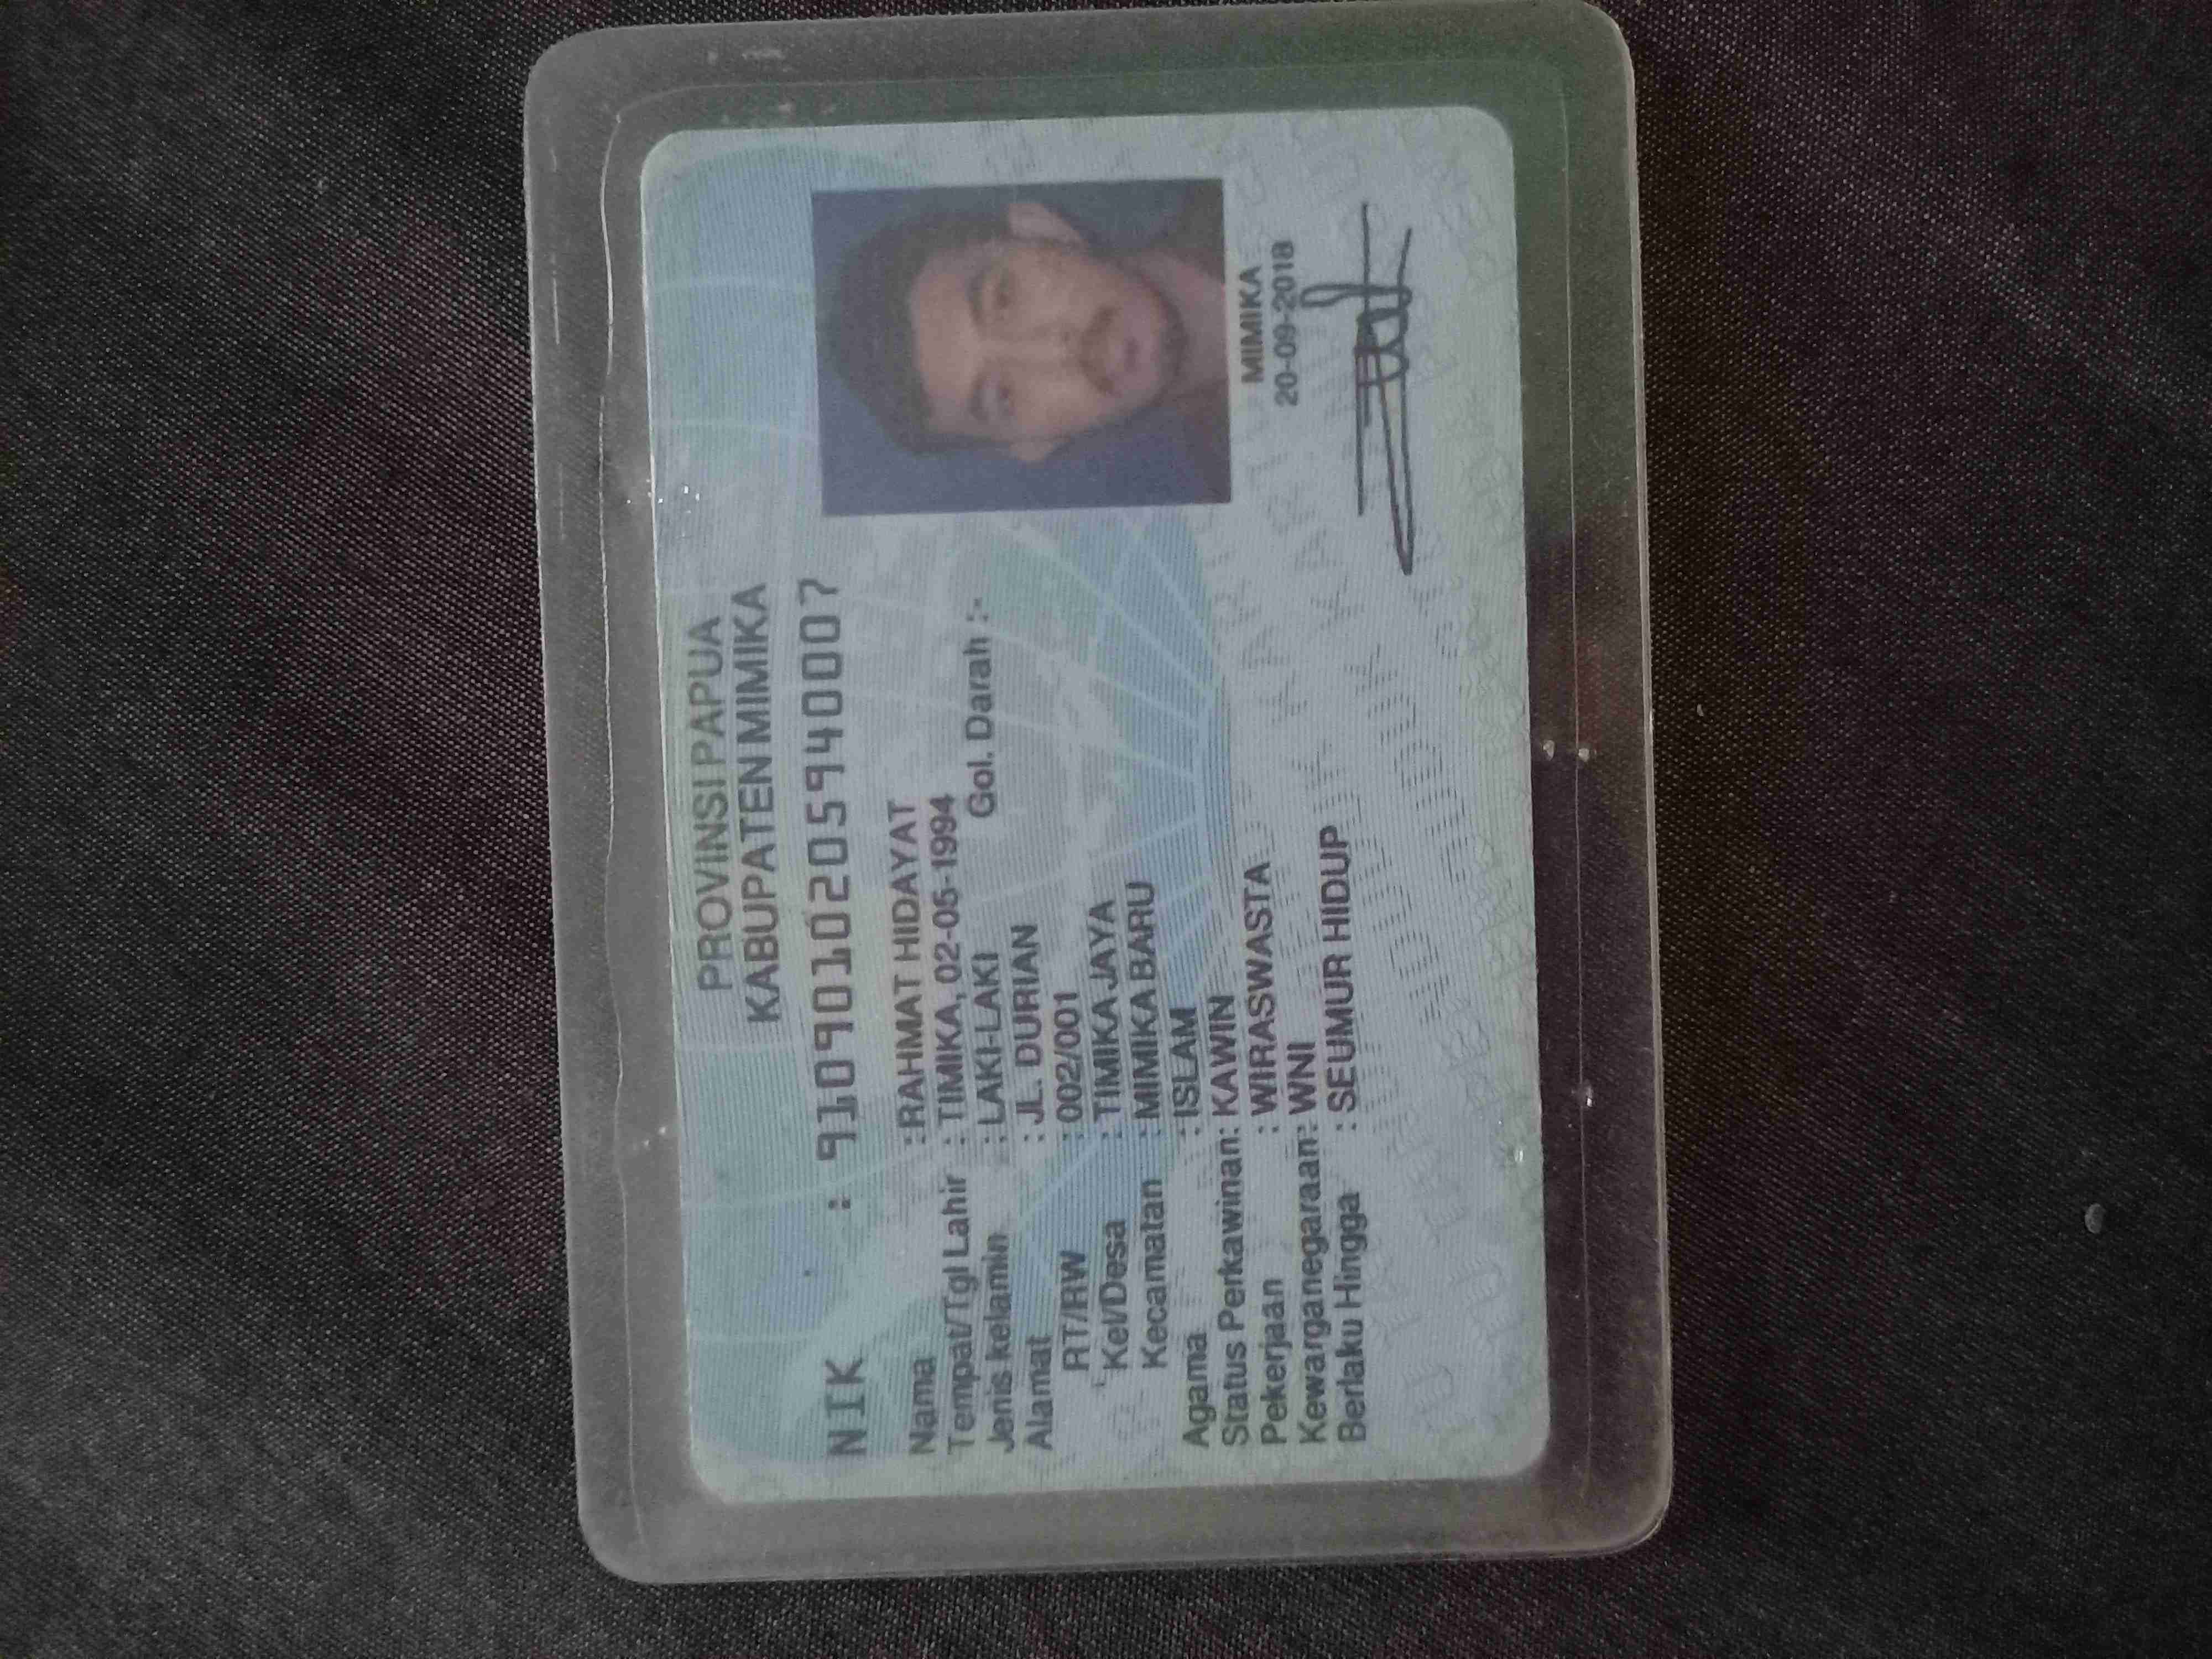 PROVINSI PAPUA
KABUPATEN MIMIKA
NIK : 9109010205940007
Nama : RAHMAT HIDAYAT
Tempat/Tgl Lahir : TIMIKA, 02-05-1994
Jenis kelamin : LAKI-LAKI Gol. Darah :-
Alamat : JL. DURIAN
RT/RW : 002/001
Kel/Desa : TIMIKA JAYA
Kecamatan : MIMIKA BARU
Agama : ISLAM
Status Perkawinan: KAWIN
Pekerjaan : WIRASWASTA
Kewarganegaraan: WNI
Berlaku Hingga : SEUMUR HIDUP
MIMIKA
20-09-2018